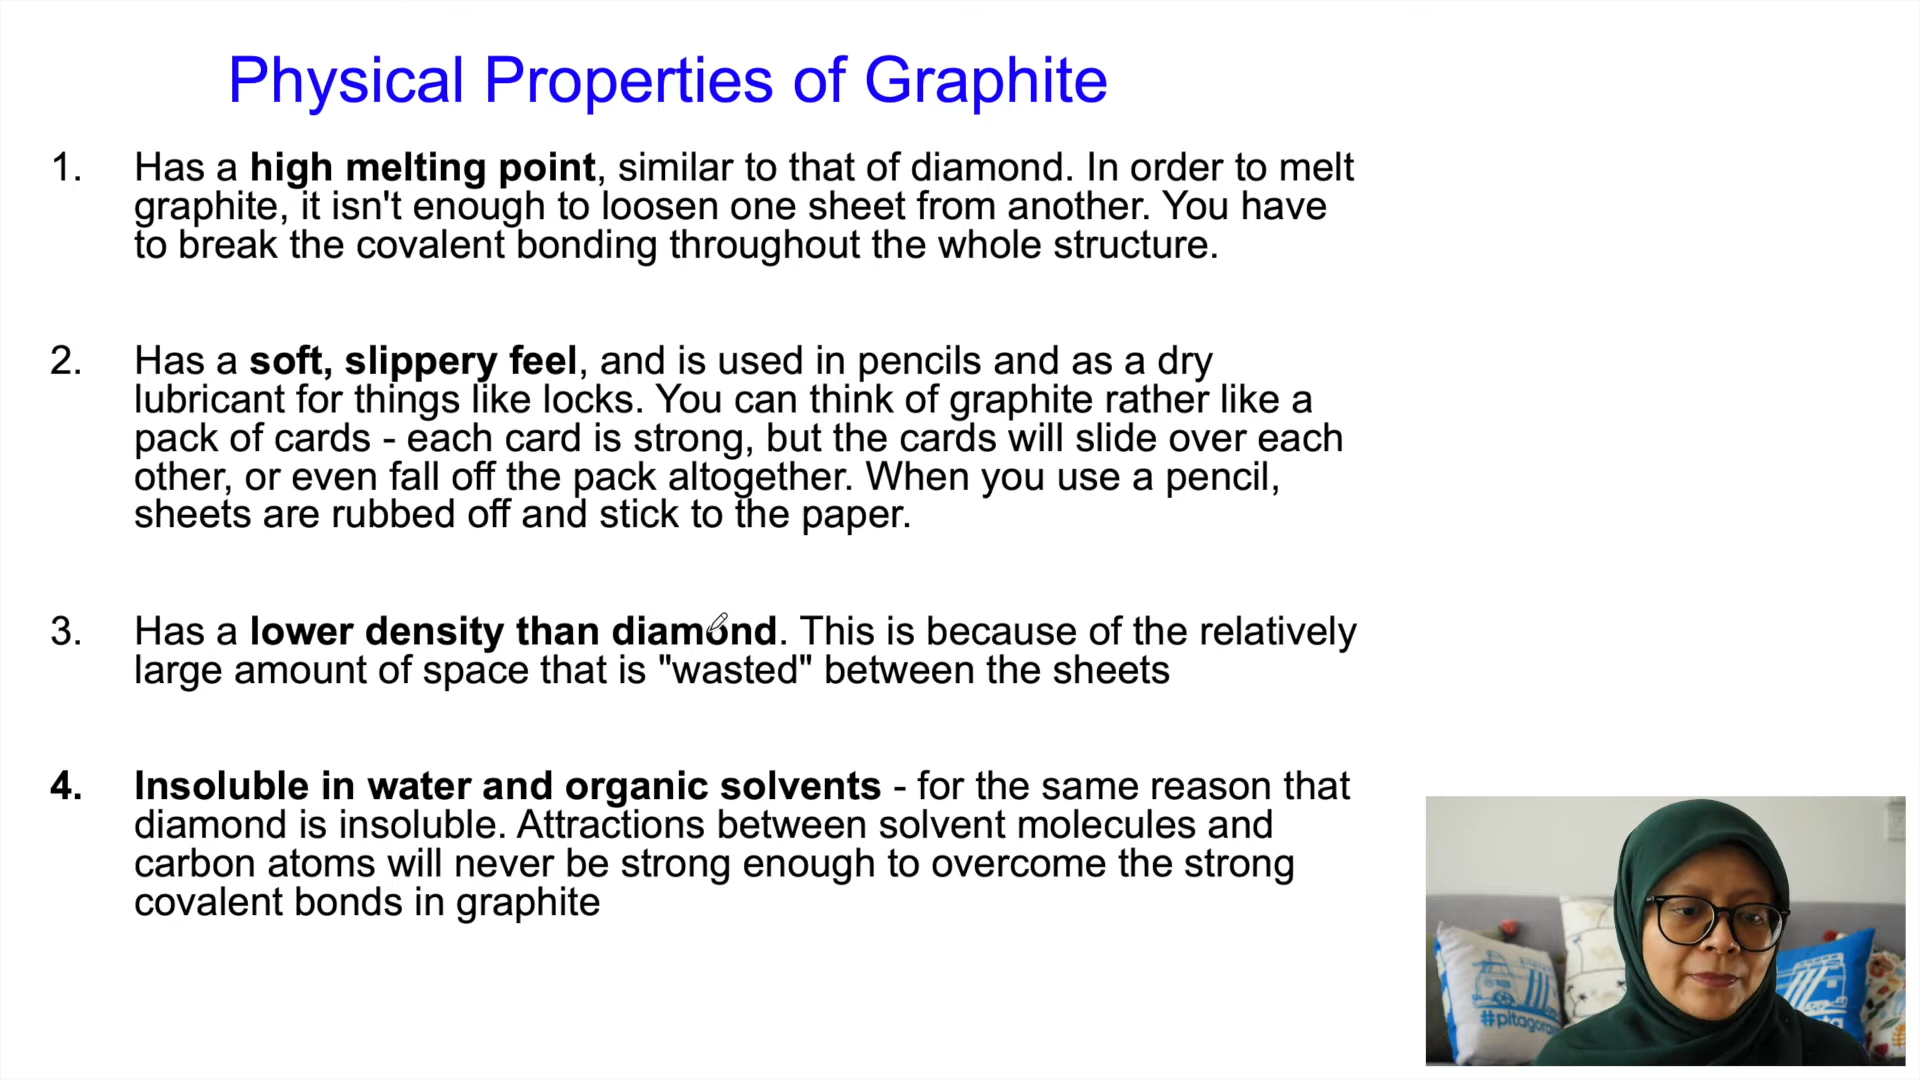 Physical Properties of Graphite
1. Has a high melting point, similar to that of diamond. In order to melt
graphite, it isn't enough to loosen one sheet from another. You have
to break the covalent bonding throughout the whole structure.
2. Has a soft, slippery feel, and is used in pencils and as a dry
lubricant for things like locks. You can think of graphite rather like a
pack of cards - each card is strong, but the cards will slide over each
other, or even fall off the pack altogether. When you use a pencil,
sheets are rubbed off and stick to the paper.
3. Has a lower density than diamond. This is because of the relatively
large amount of space that is "wasted" between the sheets
4. Insoluble in water and organic solvents - for the same reason that
diamond is insoluble. Attractions between solvent molecules and
carbon atoms will never be strong enough to overcome the strong
covalent bonds in graphite